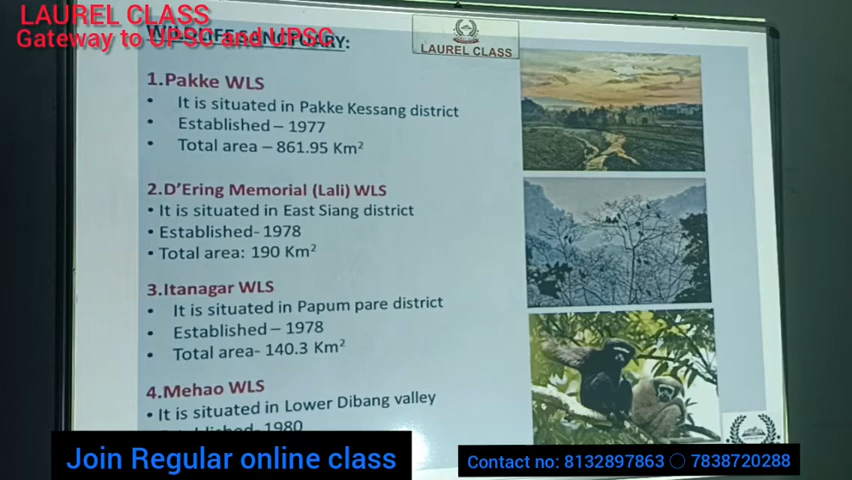 LAUREL CLASS
Gateway to UPSC and UPSC
WILDLIFE SANCTUARY:
LAUREL CLASS
1.Pakke WLS
• It is situated in Pakke Kessang district
• Established – 1977
• Total area – 861.95 Km²
2.D'Ering Memorial (Lali) WLS
• It is situated in East Siang district
• Established- 1978
• Total area: 190 Km²
3.Itanagar WLS
• It is situated in Papum pare district
• Established – 1978
• Total area- 140.3 Km²
4.Mehao WLS
• It is situated in Lower Dibang valley
Established- 1980
Join Regular online class
Contact no: 8132897863 ○ 7838720288